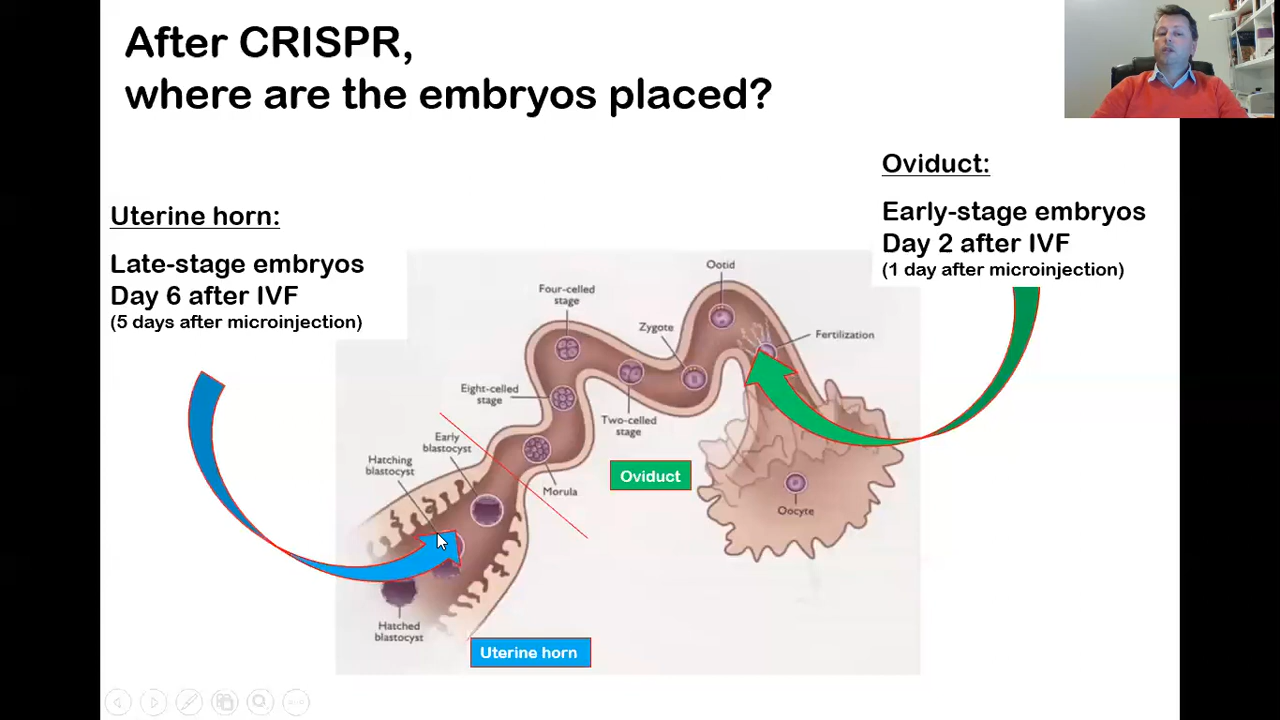 After CRISPR,
where are the embryos placed?
Oviduct:
Early-stage embryos
Day 2 after IVF
(1 day after microinjection)
Uterine horn:
Late-stage embryos
Day 6 after IVF
(5 days after microinjection)
Ootid
Four-celled
stage
Zygote
Fertilization
Eight-celled
stage
Two-celled
stage
Early
blastocyst
Hatching
blastocyst
Oviduct
Morula
Oocyte
Hatched
blastocyst
Uterine horn